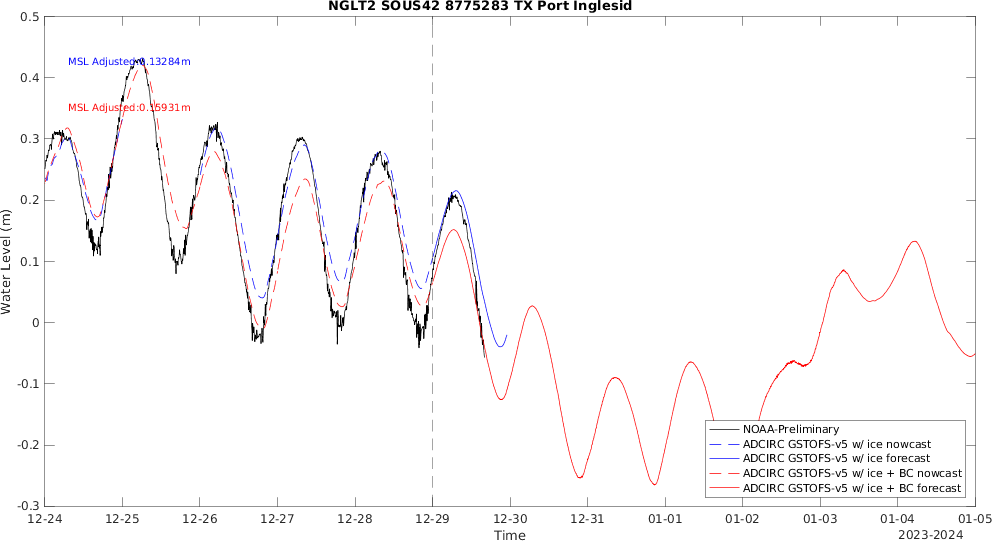 NGLT2 SOUS42 8775283 TX Port Inglesid
0.5
0.4
0.3
0.2
0.1
0
-0.1
-0.2
-0.3
Water Level (m)
MSL Adjusted:0.13284m
MSL Adjusted:0.15931m
NOAA-Preliminary
ADCIRC GSTOFS-v5 w/ ice nowcast
ADCIRC GSTOFS-v5 w/ ice forecast
ADCIRC GSTOFS-v5 w/ ice + BC nowcast
ADCIRC GSTOFS-v5 w/ ice + BC forecast
12-24 12-25 12-26 12-27 12-28 12-29 12-30 12-31 01-01 01-02 01-03 01-04 01-05
Time
2023-2024